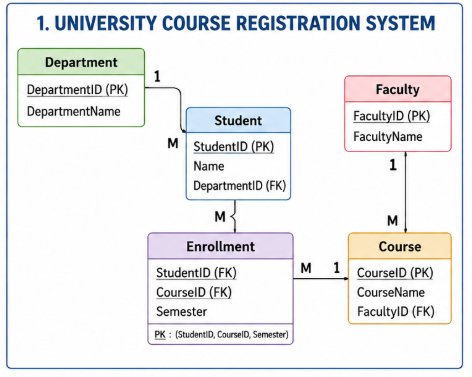 1. UNIVERSITY COURSE REGISTRATION SYSTEM
Department
DepartmentID (PK)
DepartmentName
1
M
Student
StudentID (PK)
Name
DepartmentID (FK)
Faculty
FacultyID (PK)
FacultyName
1
M
M
Enrollment
StudentID (FK)
CourseID (FK)
Semester
PK : (StudentID, CourseID, Semester)
M 1
Course
CourseID (PK)
CourseName
FacultyID (FK)